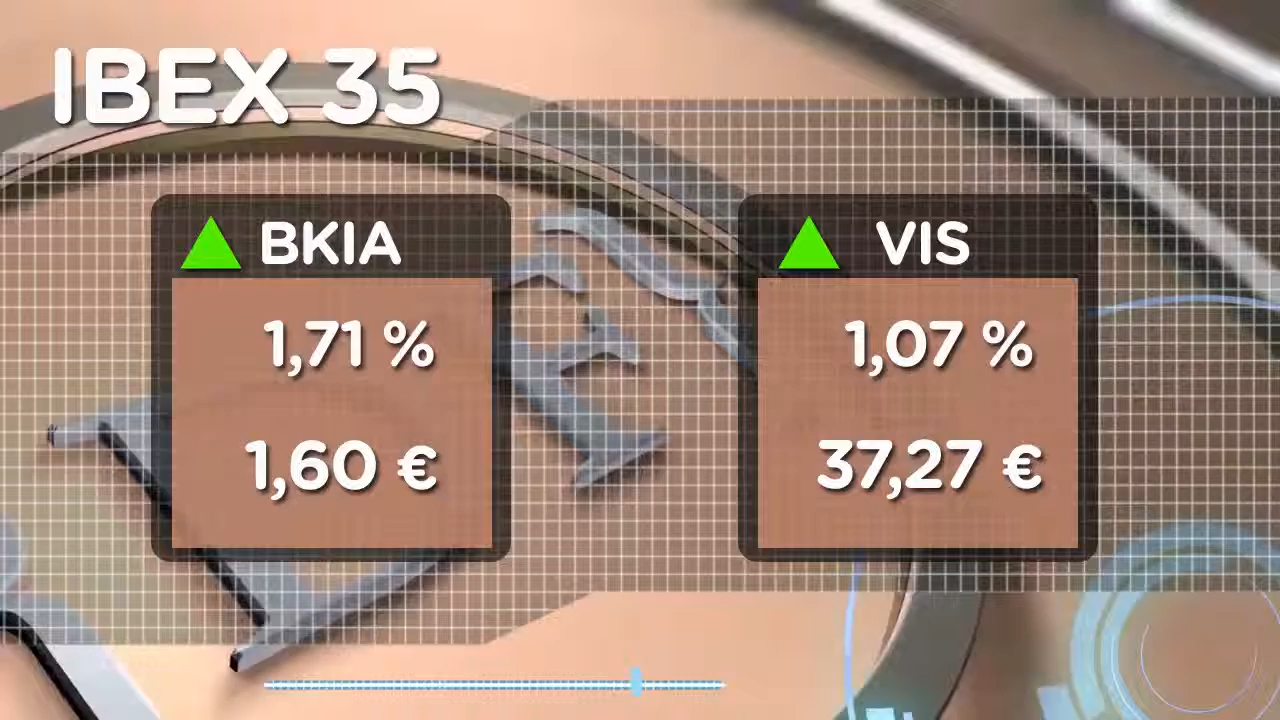 IBEX 35
BKIA
1,71 %
1,60 €
VIS
1,07 %
37,27 €